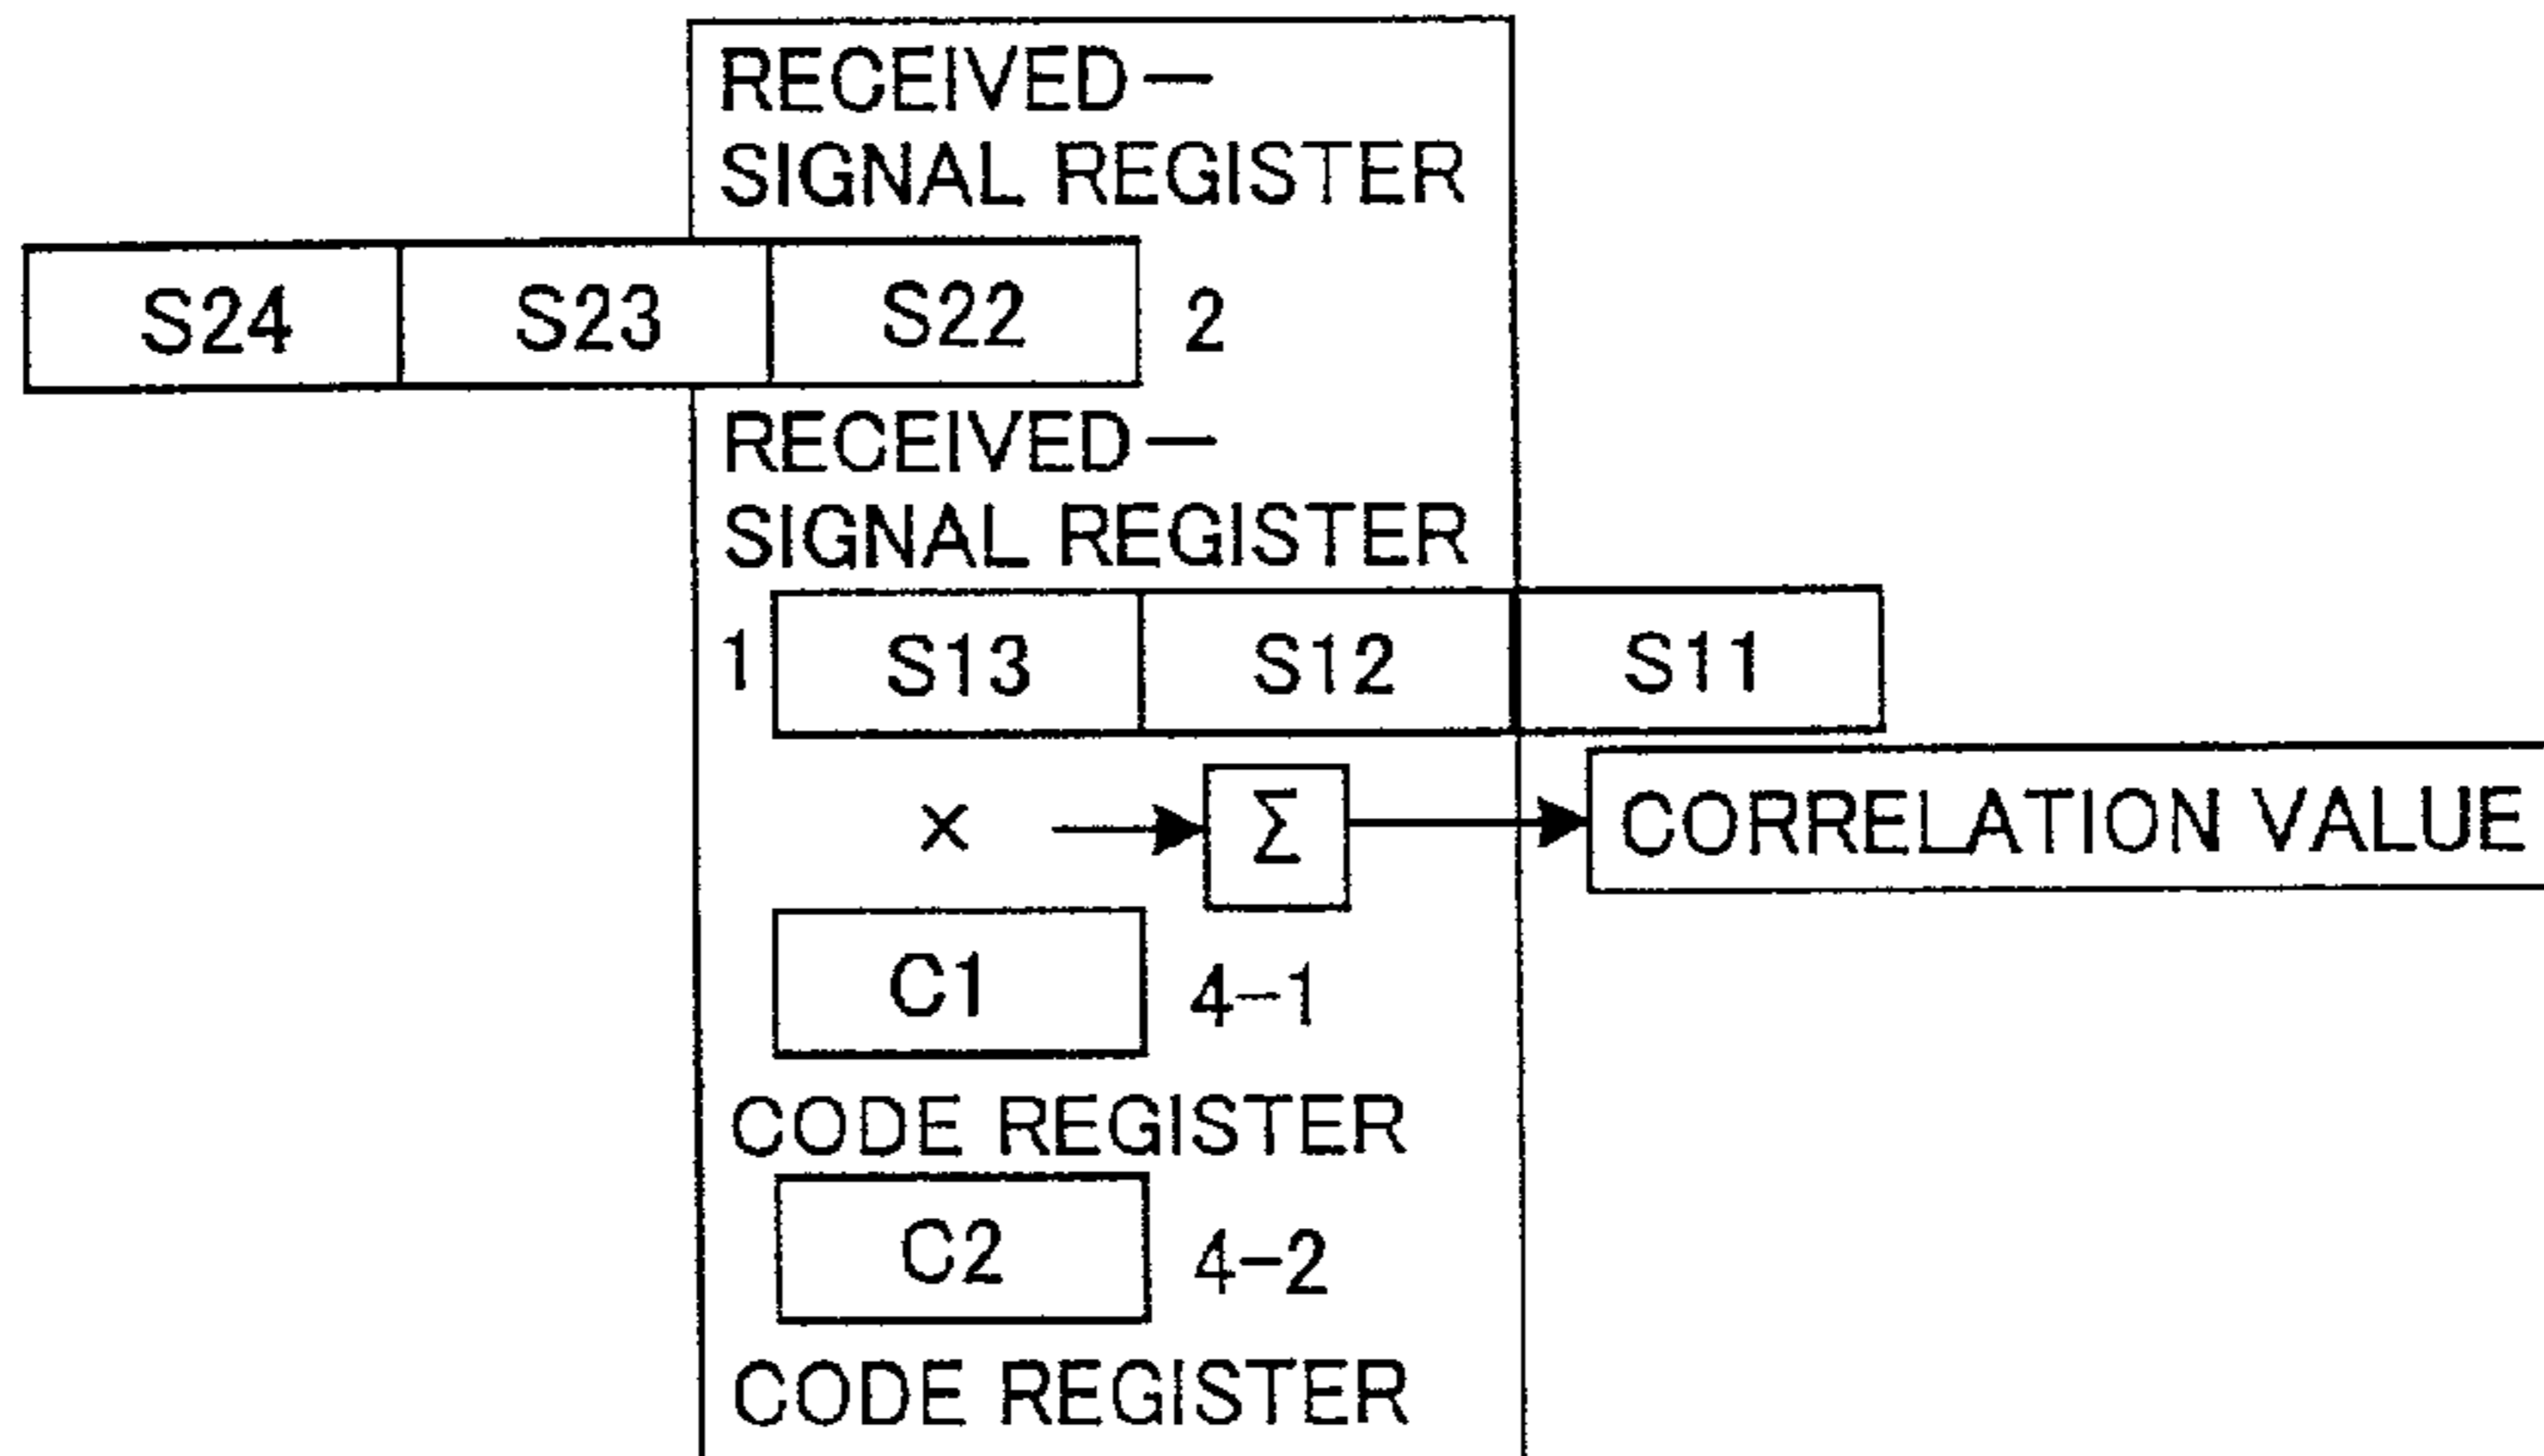 RECEIVED—
SIGNAL REGISTER
S24 S23 S22 2
RECEIVED—
SIGNAL REGISTER
1 S13 S12 S11
× Σ CORRELATION VALUE
C1 4-1
CODE REGISTER
C2 4-2
CODE REGISTER